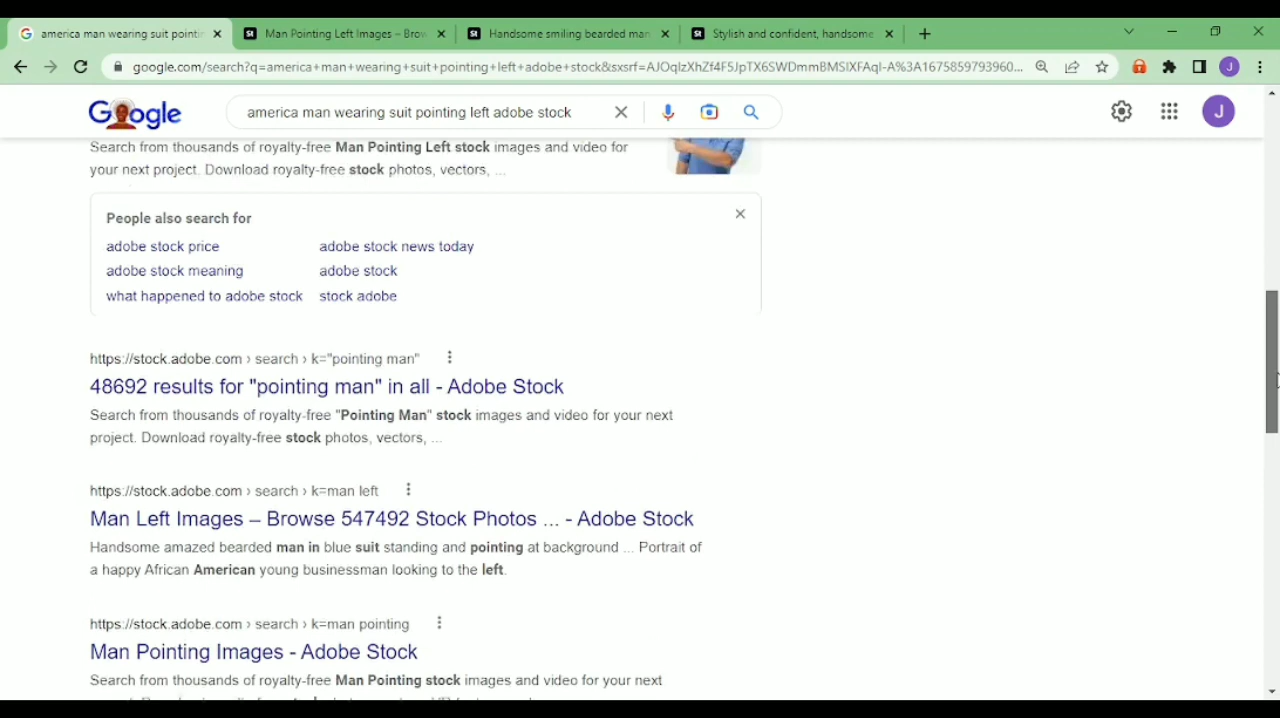 america man wearing suit pointin
Man Pointing Left Images – Brow
Handsome smiling bearded man
Stylish and confident, handsome
google.com/search?q=america+man+wearing+suit+pointing+left+adobe+stock&sxsrf=AJOqlzXhZf4F5JpTX6SWDmmBMSIXFAqI-A%3A1675859793960...
Google
america man wearing suit pointing left adobe stock
J
Search from thousands of royalty-free Man Pointing Left stock images and video for
your next project. Download royalty-free stock photos, vectors, ...
People also search for
adobe stock price
adobe stock news today
adobe stock meaning
adobe stock
what happened to adobe stock
stock adobe
https://stock.adobe.com › search › k="pointing man"
48692 results for "pointing man" in all - Adobe Stock
Search from thousands of royalty-free "Pointing Man" stock images and video for your next
project. Download royalty-free stock photos, vectors, ...
https://stock.adobe.com › search › k=man left
Man Left Images – Browse 547492 Stock Photos ... - Adobe Stock
Handsome amazed bearded man in blue suit standing and pointing at background ... Portrait of
a happy African American young businessman looking to the left.
https://stock.adobe.com › search › k=man pointing
Man Pointing Images - Adobe Stock
Search from thousands of royalty-free Man Pointing stock images and video for your next